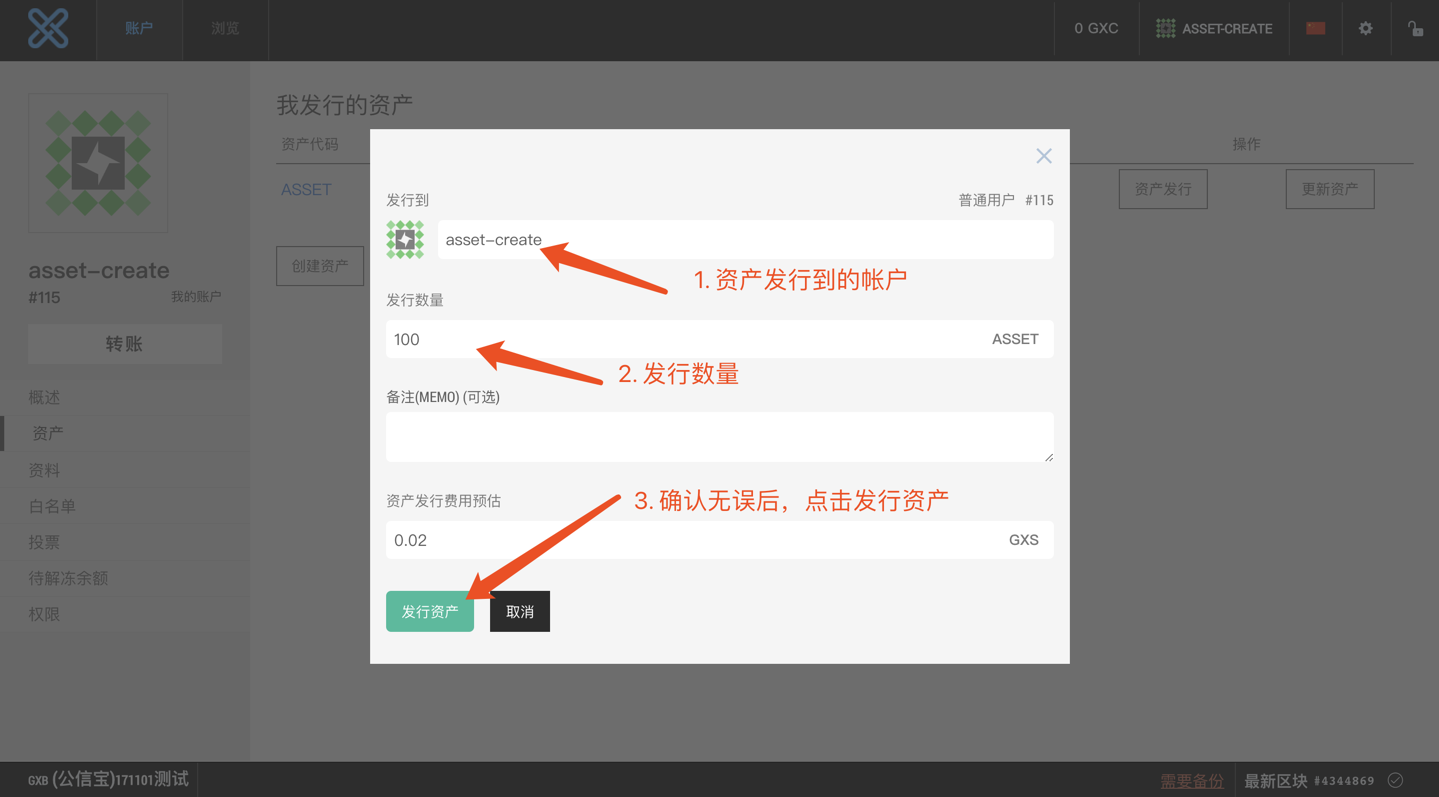 账户
浏览
0 GXC
ASSET-CREATE
我发行的资产
资产代码
操作
ASSET
资产发行
更新资产
创建资产
asset-create
#115
我的账户
转账
概述
资产
资料
白名单
投票
待解冻余额
权限
发行到
普通用户 #115
asset-create
1. 资产发行到的帐户
发行数量
100
ASSET
2. 发行数量
备注(MEMO) (可选)
资产发行费用预估
3. 确认无误后，点击发行资产
0.02
GXS
发行资产
取消
GXB (公信宝)171101测试
需要备份
最新区块 #4344869